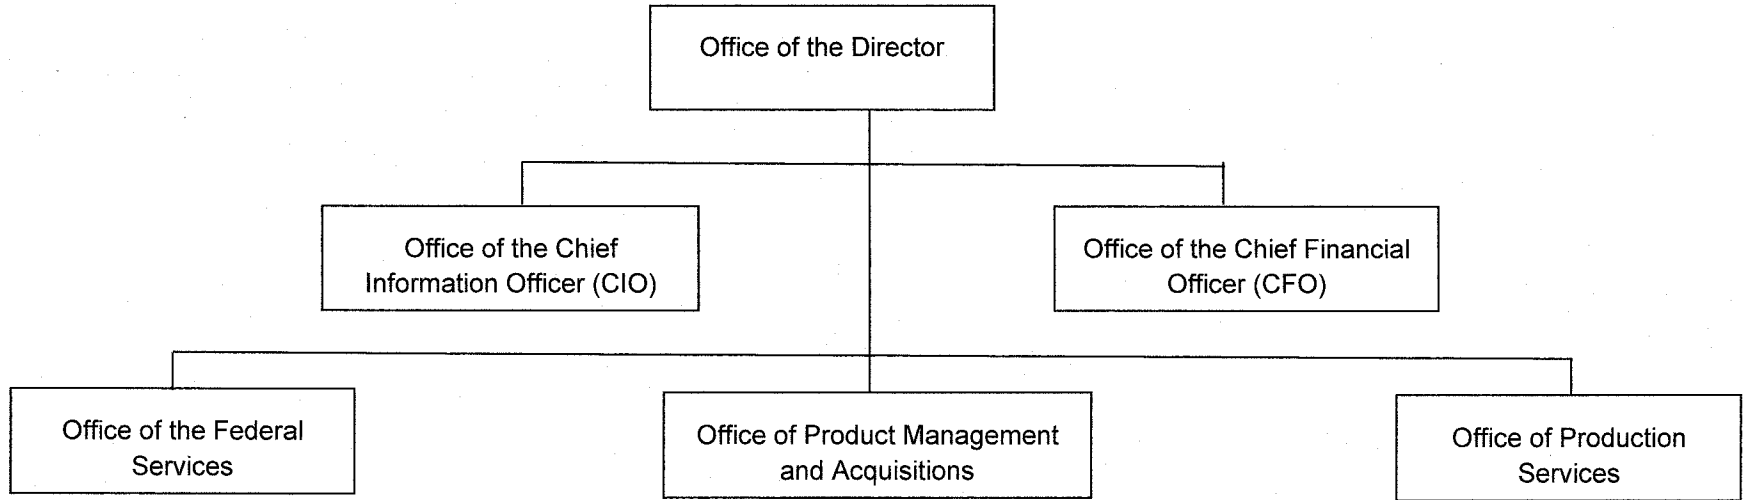 Office of the Director
Office of the Chief
Information Officer (CIO)
Office of the Chief Financial
Officer (CFO)
Office of the Federal
Services
Office of Product Management
and Acquisitions
Office of Production
Services